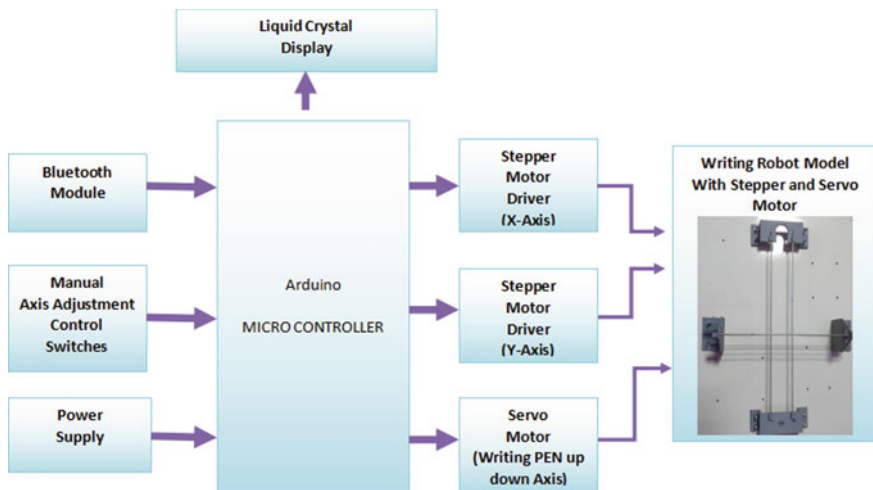 Liquid Crystal
Display
Bluetooth
Module
Manual
Axis Adjustment
Control
Switches
Power
Supply
Arduino
MICRO CONTROLLER
Stepper
Motor
Driver
(X-Axis)
Stepper
Motor
Driver
(Y-Axis)
Servo
Motor
(Writing PEN up
down Axis)
Writing Robot Model
With Stepper and Servo
Motor